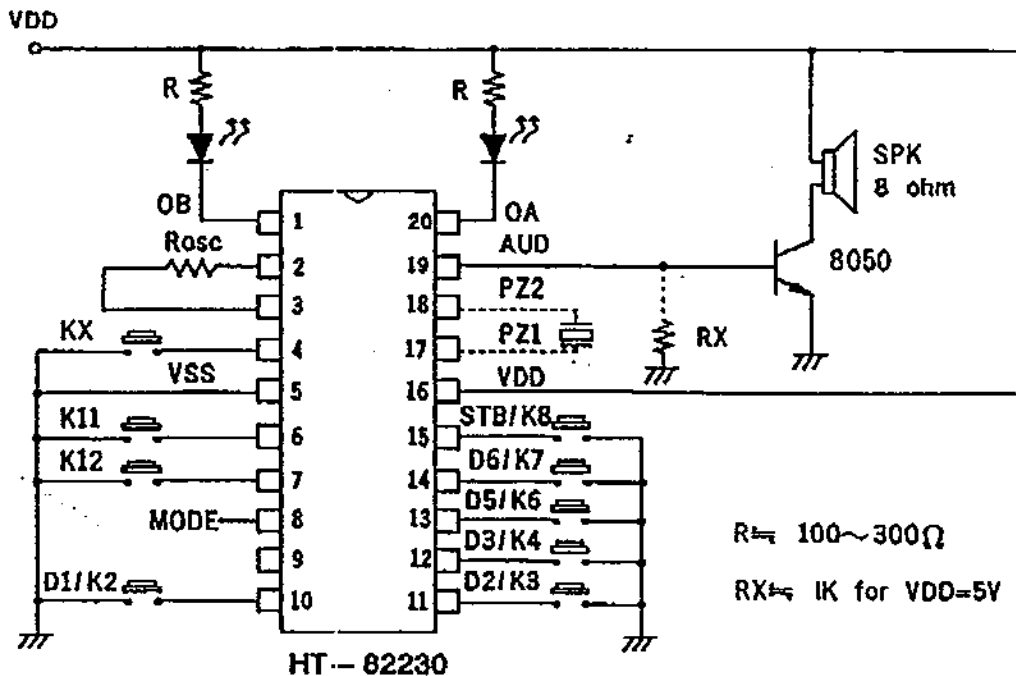 VDD
R
R
SPK
8 ohm
OB
1
20
OA
Rosc
2
19
AUD
8050
3
18
PZ2
KX
4
17
PZ1
RX
VSS
5
16
VDD
K11
6
15
STB/K8
K12
7
14
D6/K7
MODE
8
13
D5/K6
9
12
D3/K4
D1/K2
10
11
D2/K3
R≒ 100~300Ω
RX≒ 1K for VDD=5V
HT-82230